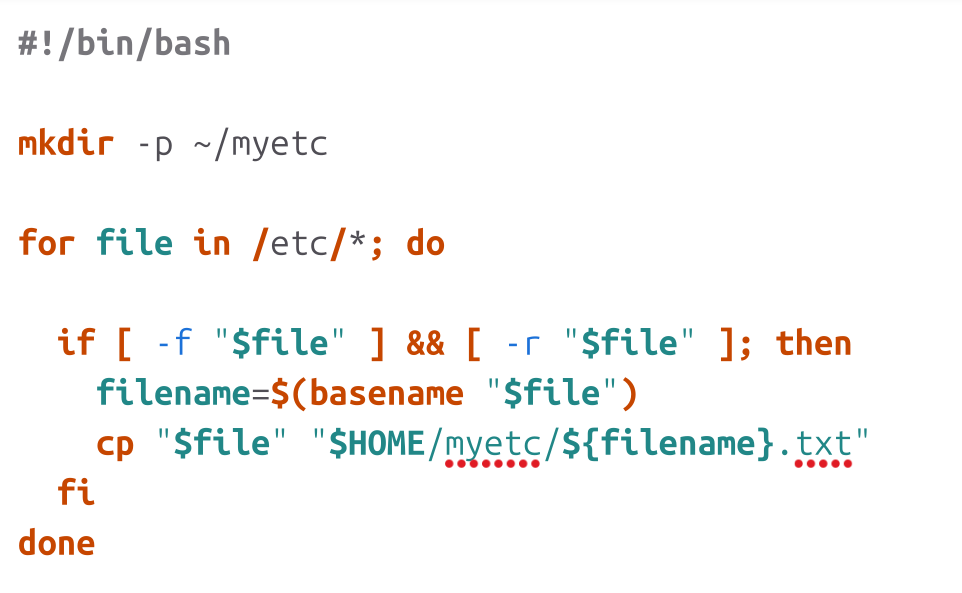 #!/bin/bash
mkdir -p ~/myetc
for file in /etc/*; do
if [ -f "$file" ] && [ -r "$file" ]; then
filename=$(basename "$file")
cp "$file" "$HOME/myetc/${filename}.txt"
fi
done